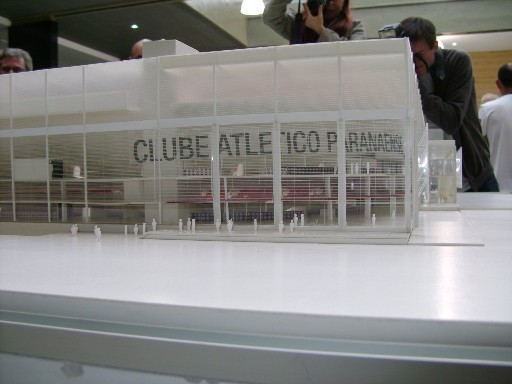 CLUBE ATLETICO PARANAENSE